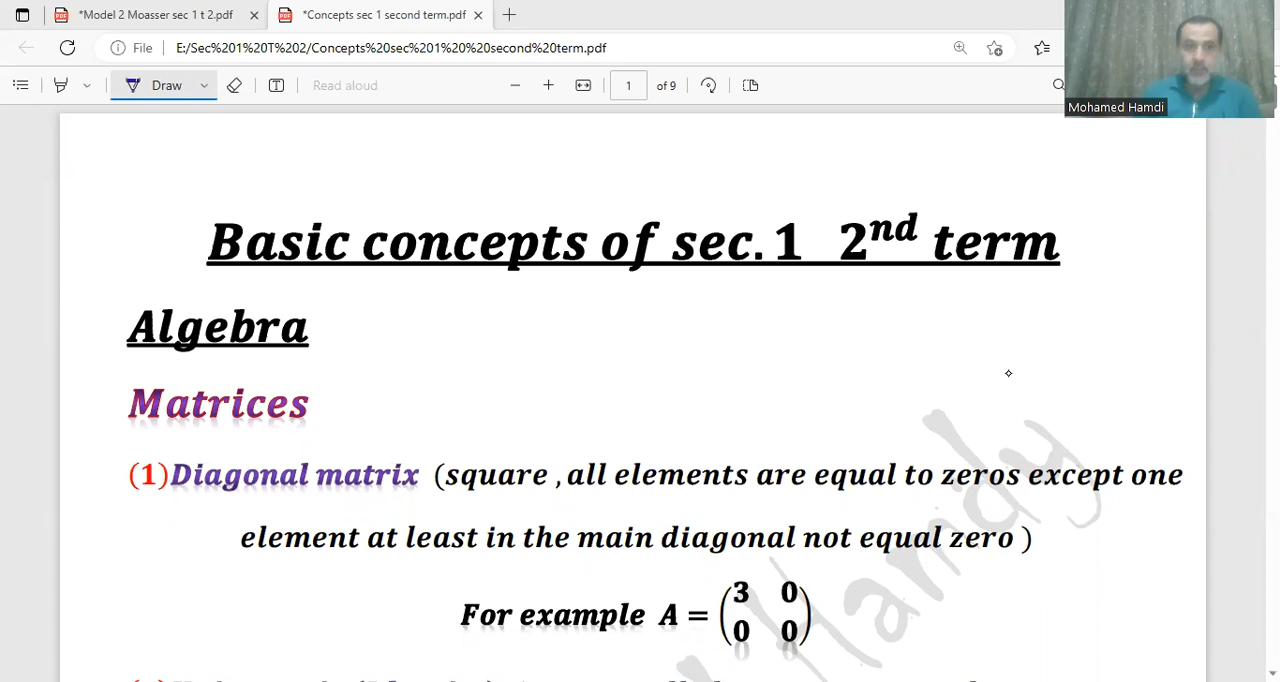 *Model 2 Moasser sec 1 t 2.pdf
*Concepts sec 1 second term.pdf
File
E:/Sec%201%20T%202/Concepts%20sec%201%20%20second%20term.pdf
Draw
Read aloud
1
of 9
Mohamed Hamdi
Basic concepts of sec. 1 2nd term
Algebra
Matrices
(1) Diagonal matrix (square , all elements are equal to zeros except one
element at least in the main diagonal not equal zero )
For example A = (3 0
0 0)
Hamdy